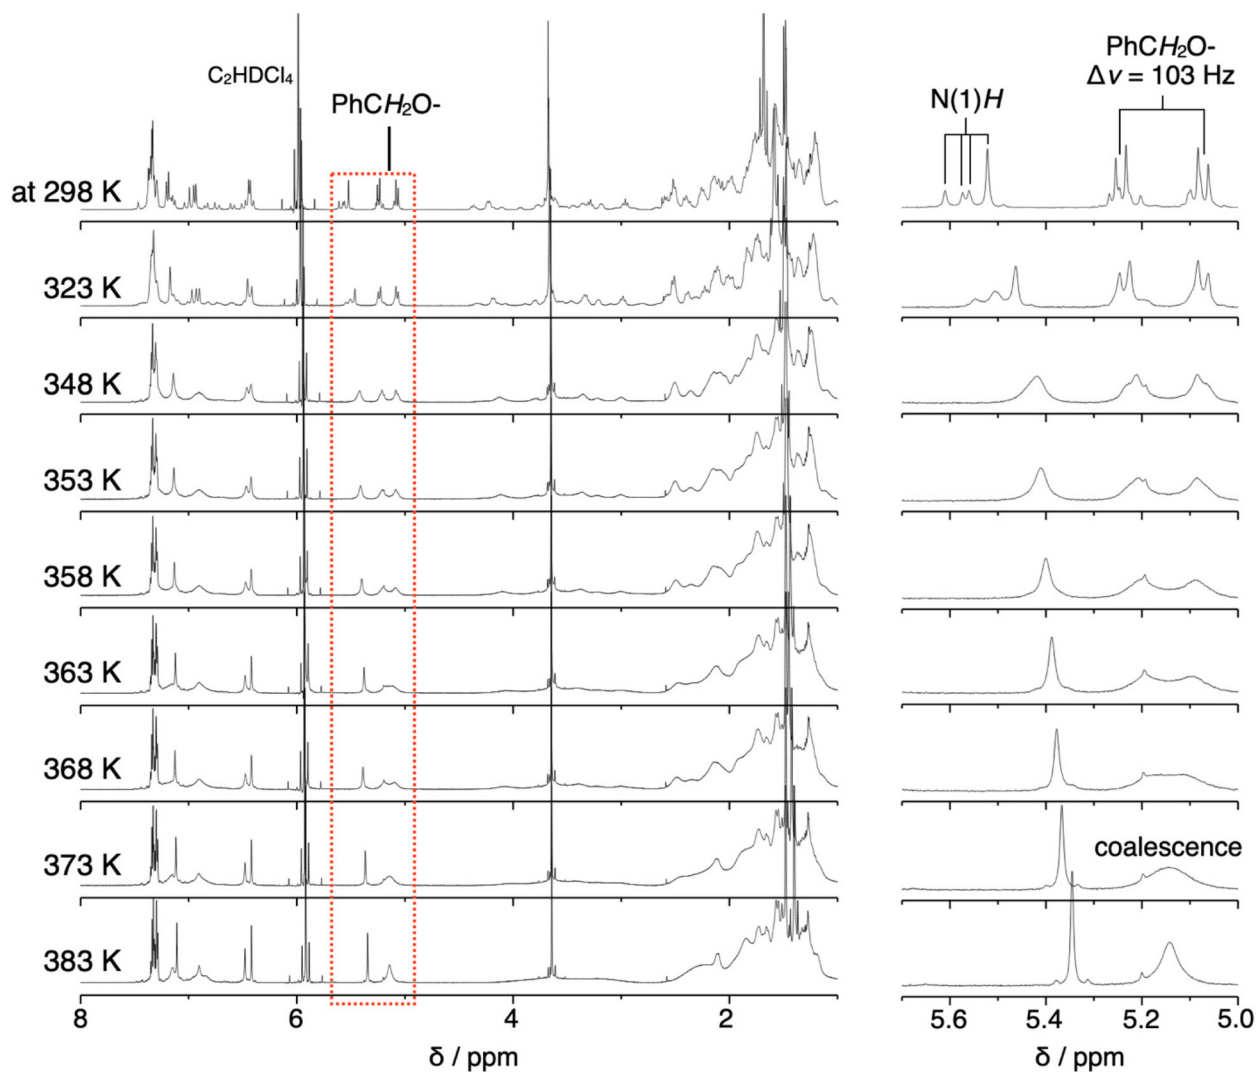 C₂HDCl₄
PhCH₂O-
at 298 K
323 K
348 K
353 K
358 K
363 K
368 K
373 K
383 K
8 6 4 2
δ / ppm
PhCH₂O-
Δν = 103 Hz
N(1)H
coalescence
5.6 5.4 5.2 5.0
δ / ppm